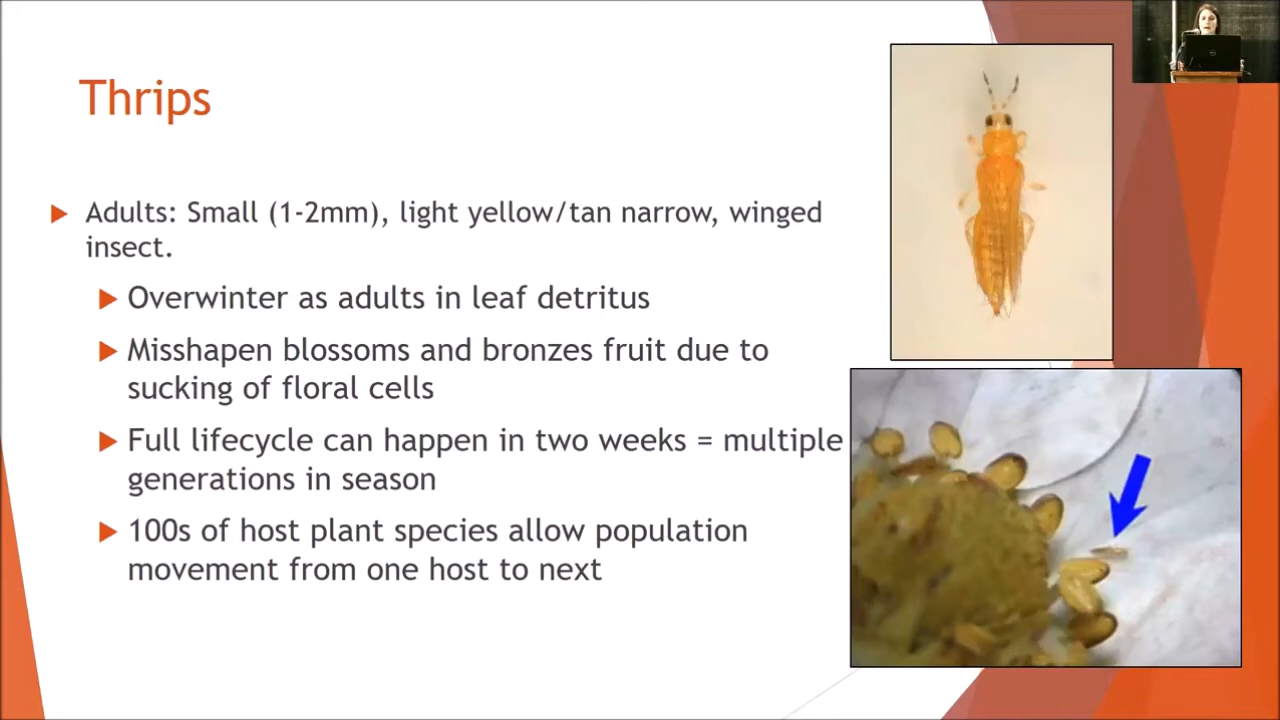 Thrips
Adults: Small (1-2mm), light yellow/tan narrow, winged
insect.
Overwinter as adults in leaf detritus
Misshapen blossoms and bronzes fruit due to
sucking of floral cells
Full lifecycle can happen in two weeks = multiple
generations in season
100s of host plant species allow population
movement from one host to next